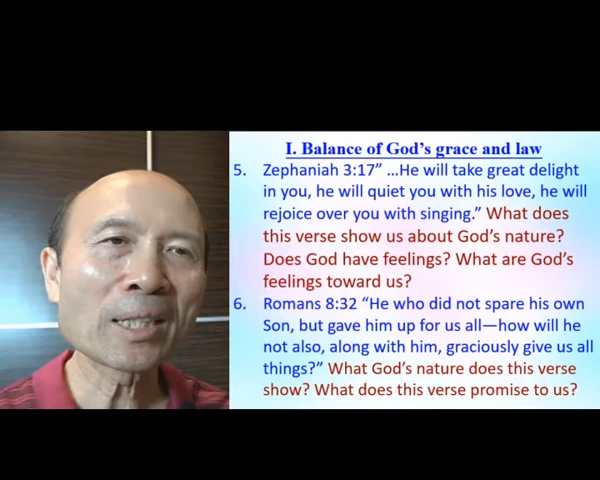 I. Balance of God's grace and law
5. Zephaniah 3:17” ...He will take great delight
in you, he will quiet you with his love, he will
rejoice over you with singing.” What does
this verse show us about God's nature?
Does God have feelings? What are God's
feelings toward us?
6. Romans 8:32 “He who did not spare his own
Son, but gave him up for us all—how will he
not also, along with him, graciously give us all
things?” What God's nature does this verse
show? What does this verse promise to us?